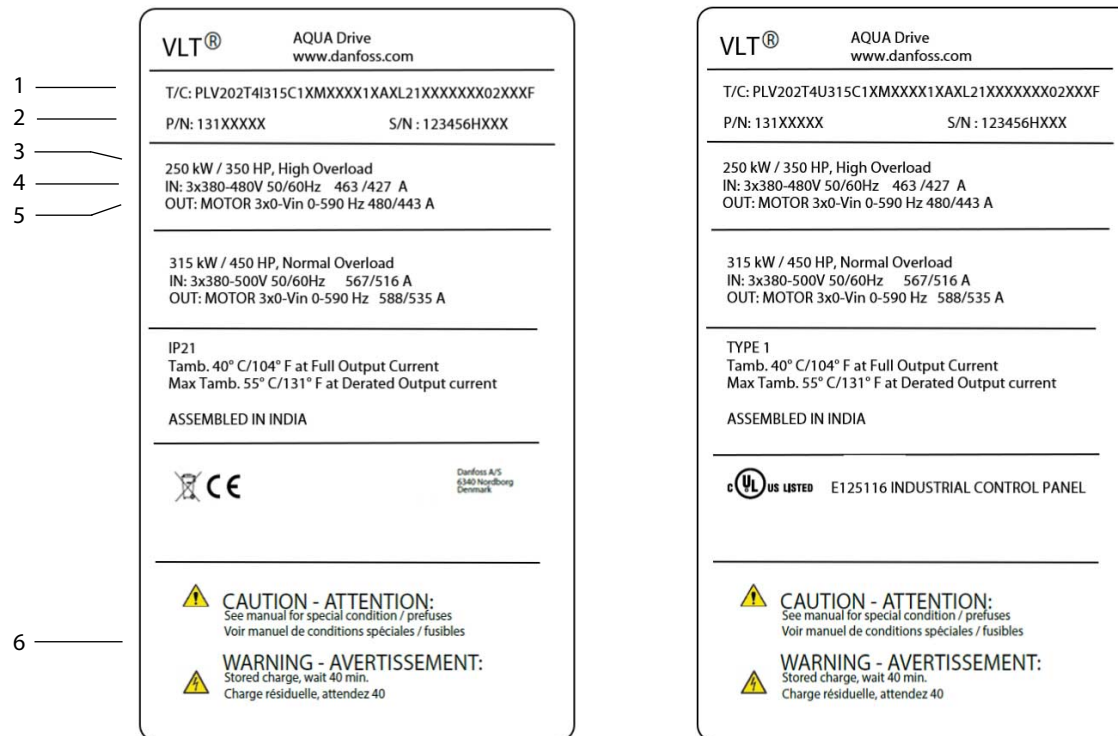 1
2
3
4
5
6
VLT®
AQUA Drive
www.danfoss.com
T/C: PLV202T4I315C1XMXXXX1XAXL21XXXXXXX02XXXF
P/N: 131XXXXX S/N : 123456HXXX
250 kW / 350 HP, High Overload
IN: 3x380-480V 50/60Hz 463 /427 A
OUT: MOTOR 3x0-Vin 0-590 Hz 480/443 A
315 kW / 450 HP, Normal Overload
IN: 3x380-500V 50/60Hz 567/516 A
OUT: MOTOR 3x0-Vin 0-590 Hz 588/535 A
IP21
Tamb. 40° C/104° F at Full Output Current
Max Tamb. 55° C/131° F at Derated Output current
ASSEMBLED IN INDIA
CE
Danfoss A/S
6340 Nordborg
Denmark
CAUTION - ATTENTION:
See manual for special condition / prefuses
Voir manuel de conditions spéciales / fusibles
WARNING - AVERTISSEMENT:
Stored charge, wait 40 min.
Charge résiduelle, attendez 40
VLT®
AQUA Drive
www.danfoss.com
T/C: PLV202T4U315C1XMXXXX1XAXL21XXXXXXX02XXXF
P/N: 131XXXXX S/N : 123456HXXX
250 kW / 350 HP, High Overload
IN: 3x380-480V 50/60Hz 463 /427 A
OUT: MOTOR 3x0-Vin 0-590 Hz 480/443 A
315 kW / 450 HP, Normal Overload
IN: 3x380-500V 50/60Hz 567/516 A
OUT: MOTOR 3x0-Vin 0-590 Hz 588/535 A
TYPE 1
Tamb. 40° C/104° F at Full Output Current
Max Tamb. 55° C/131° F at Derated Output current
ASSEMBLED IN INDIA
C UL US LISTED E125116 INDUSTRIAL CONTROL PANEL
CAUTION - ATTENTION:
See manual for special condition / prefuses
Voir manuel de conditions spéciales / fusibles
WARNING - AVERTISSEMENT:
Stored charge, wait 40 min.
Charge résiduelle, attendez 40